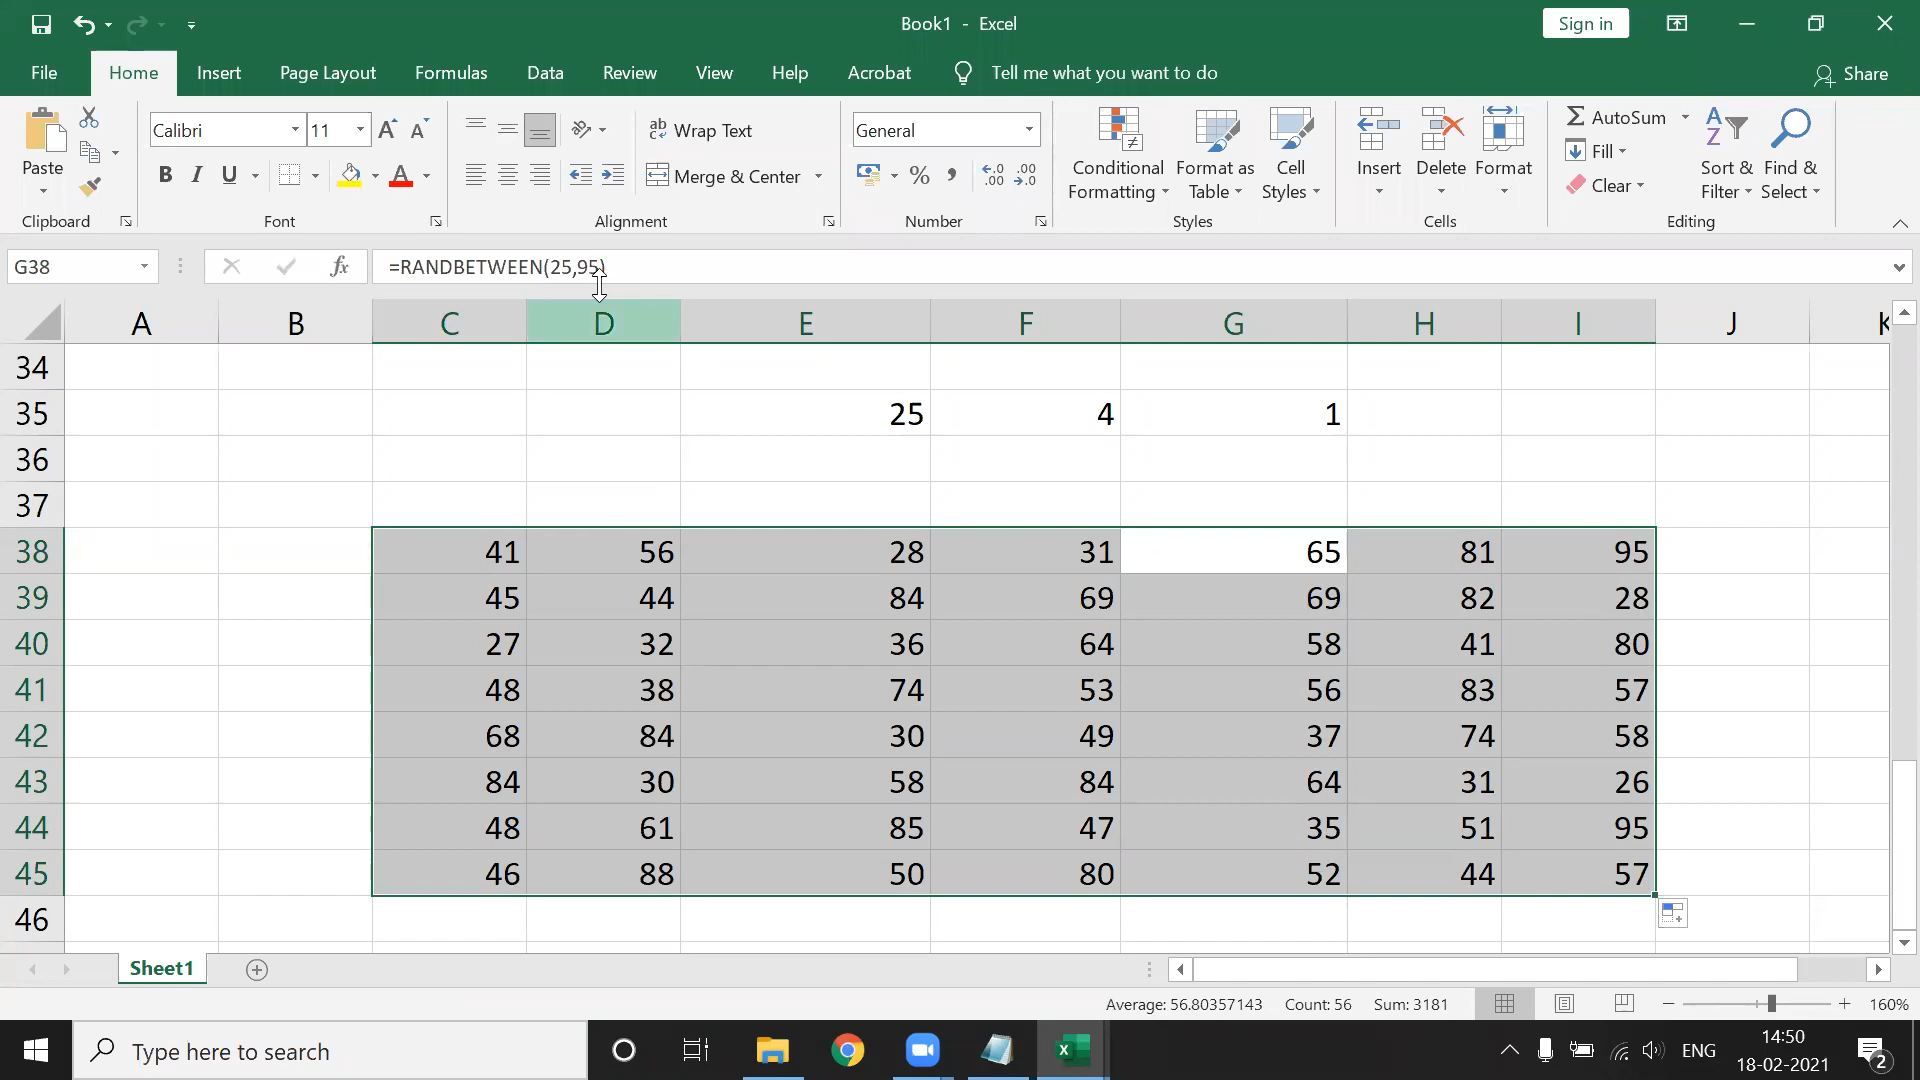 Book1 - Excel
Sign in
File Home Insert Page Layout Formulas Data Review View Help Acrobat Tell me what you want to do Share
Paste
Clipboard
Calibri 11
B I U
Font
Wrap Text
Merge & Center
Alignment
General
Number
Conditional Formatting
Format as Table
Cell Styles
Styles
Insert Delete Format
Cells
AutoSum
Fill
Clear
Sort & Filter
Find & Select
Editing
G38 fx =RANDBETWEEN(25,95)
A B C D E F G H I J K
34
35 25 4 1
36
37
38 41 56 28 31 65 81 95
39 45 44 84 69 69 82 28
40 27 32 36 64 58 41 80
41 48 38 74 53 56 83 57
42 68 84 30 49 37 74 58
43 84 30 58 84 64 31 26
44 48 61 85 47 35 51 95
45 46 88 50 80 52 44 57
46
Sheet1
Average: 56.80357143 Count: 56 Sum: 3181 160%
Type here to search
ENG
14:50
18-02-2021
2